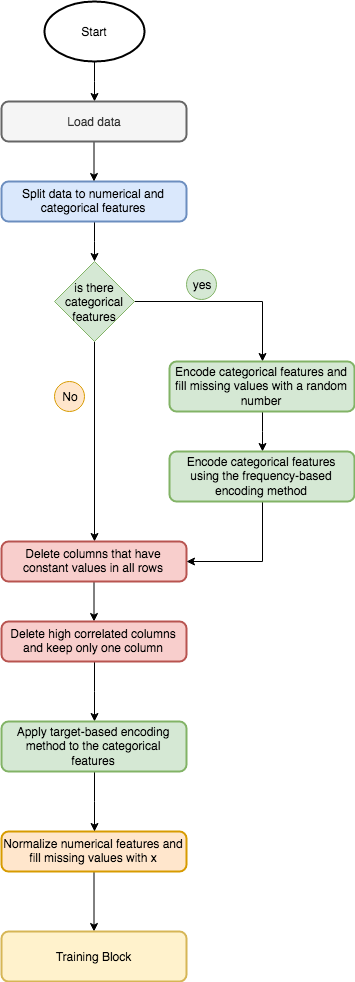 Start
Load data
Split data to numerical and
categorical features
is there
categorical
features
yes
Encode categorical features and
fill missing values with a random
number
No
Encode categorical features
using the frequency-based
encoding method
Delete columns that have
constant values in all rows
Delete high correlated columns
and keep only one column
Apply target-based encoding
method to the categorical
features
Normalize numerical features and
fill missing values with x
Training Block